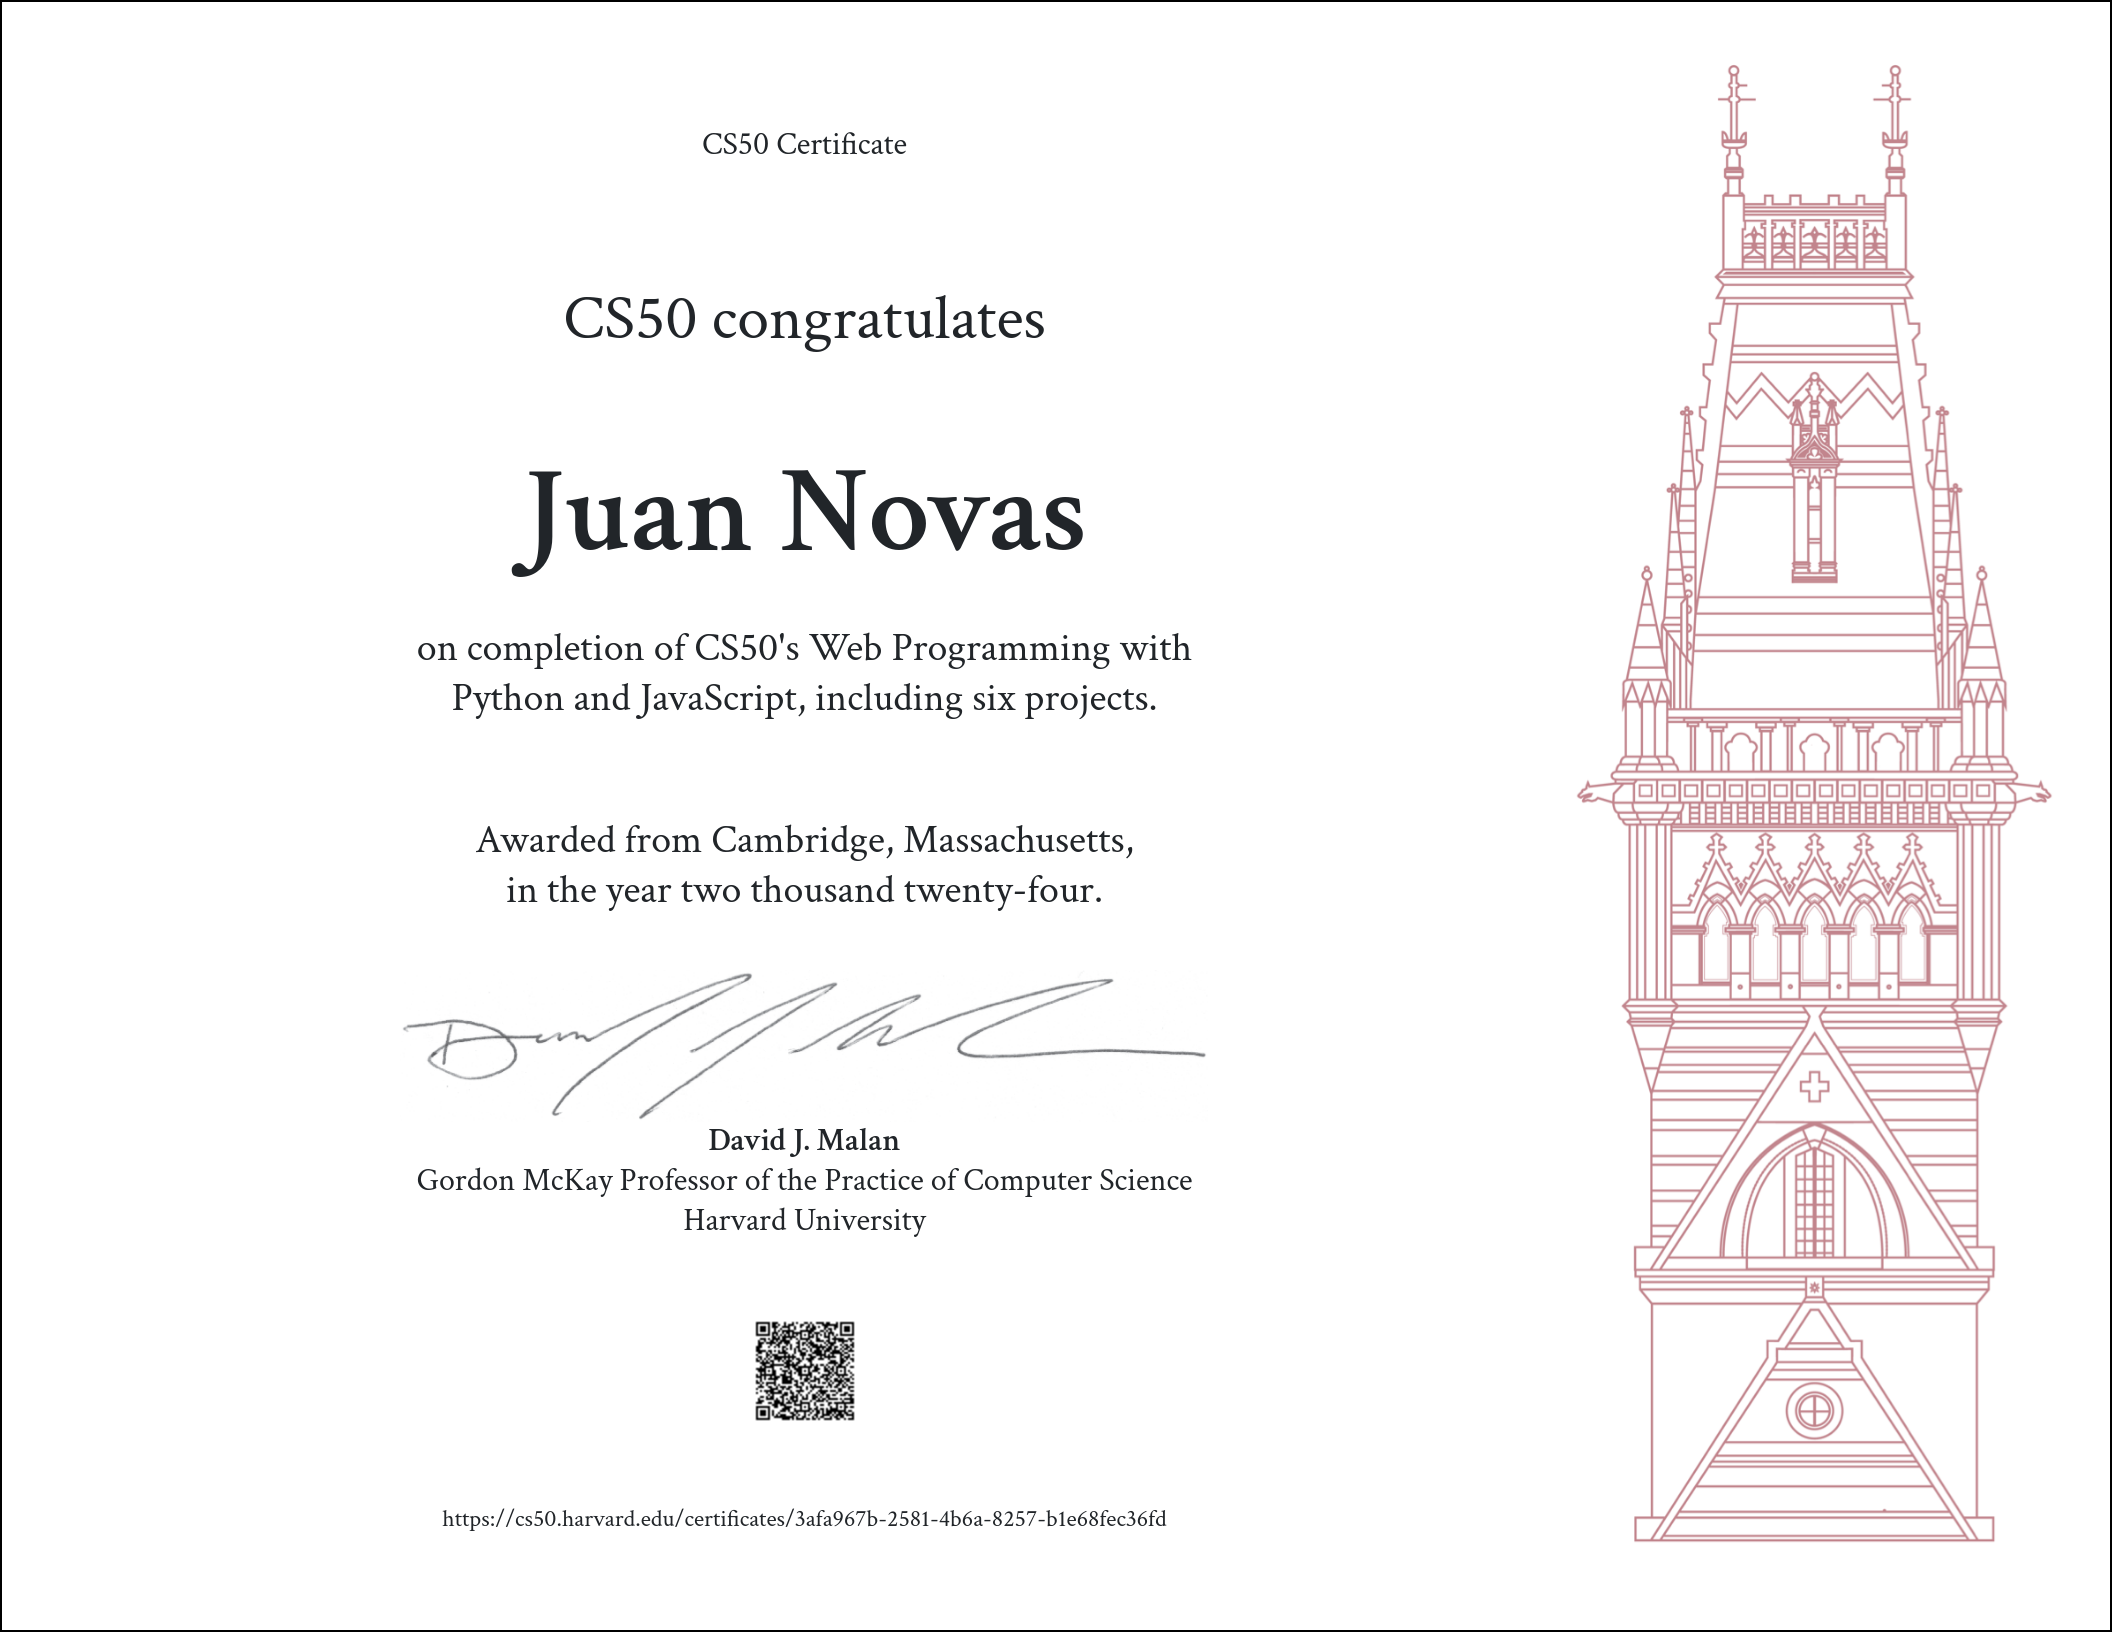 CS50 Certificate
CS50 congratulates
Juan Novas
on completion of CS50's Web Programming with
Python and JavaScript, including six projects.
Awarded from Cambridge, Massachusetts,
in the year two thousand twenty-four.
David J. Malan
Gordon McKay Professor of the Practice of Computer Science
Harvard University
https://cs50.harvard.edu/certificates/3afa967b-2581-4b6a-8257-b1e68fec36fd